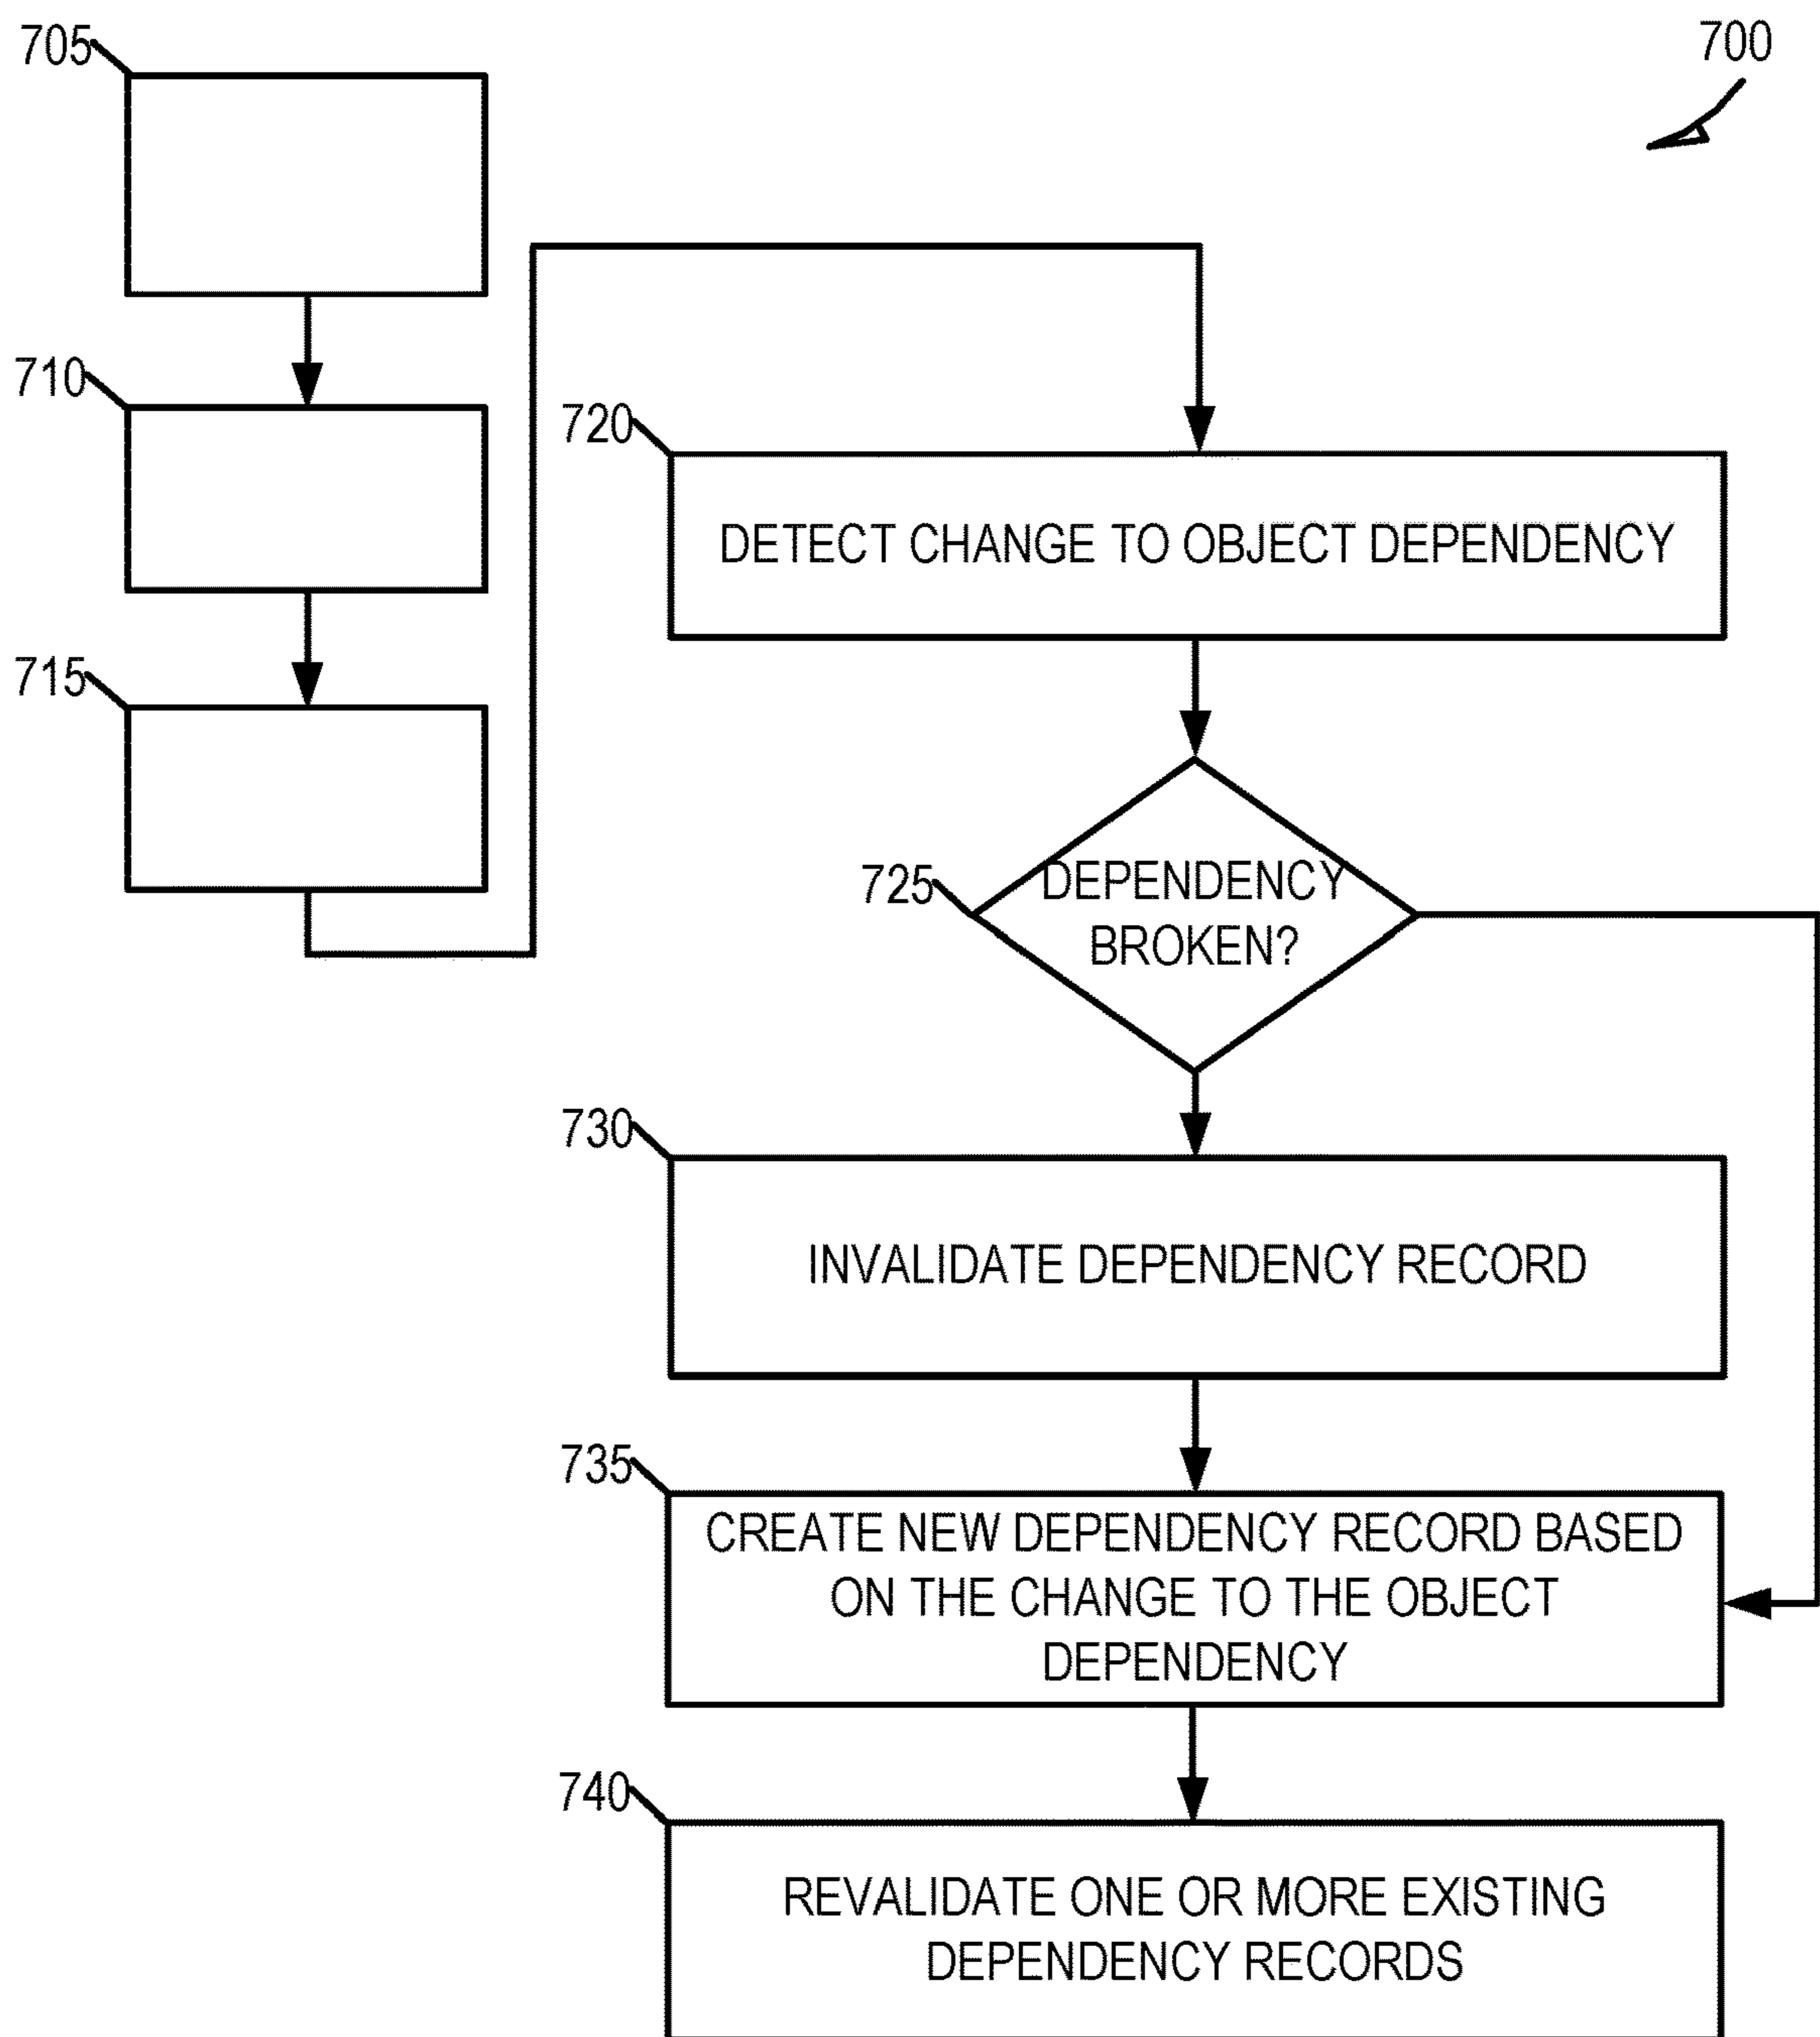 705
700
710
720
DETECT CHANGE TO OBJECT DEPENDENCY
715
725
DEPENDENCY
BROKEN?
730
INVALIDATE DEPENDENCY RECORD
735
CREATE NEW DEPENDENCY RECORD BASED
ON THE CHANGE TO THE OBJECT
DEPENDENCY
740
REVALIDATE ONE OR MORE EXISTING
DEPENDENCY RECORDS